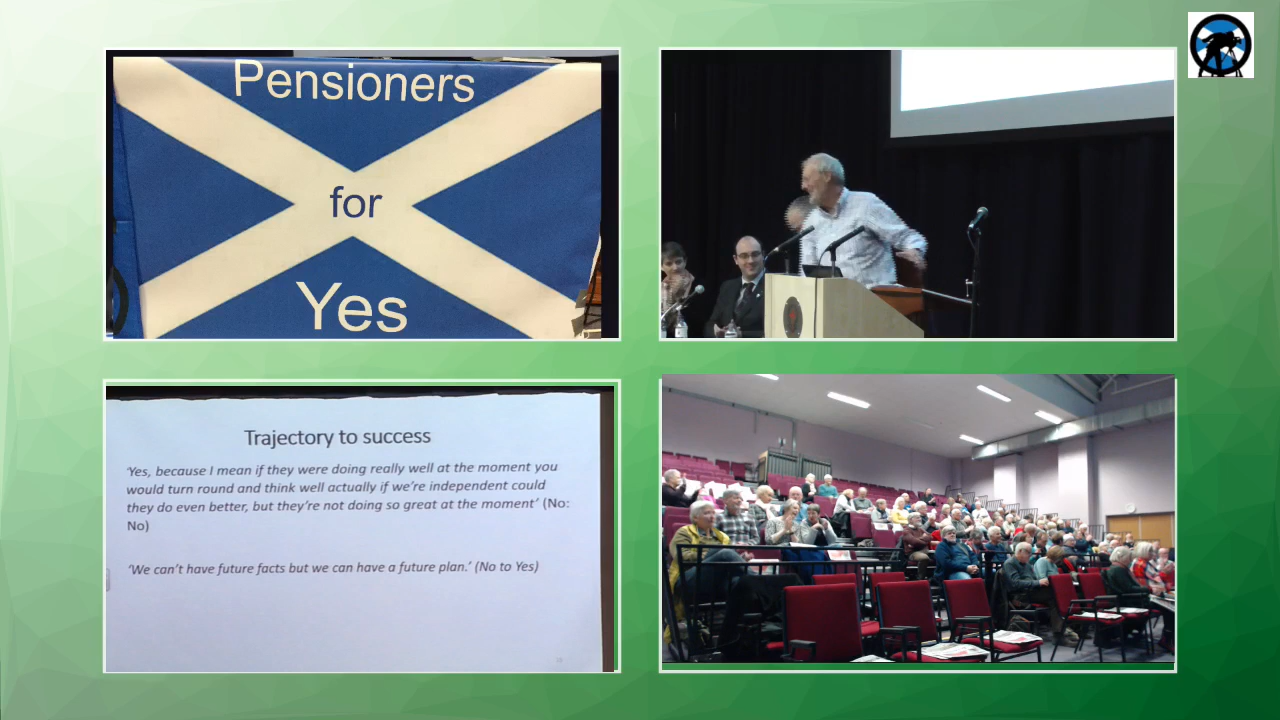 Pensioners
for
Yes
Trajectory to success
'Yes, because I mean if they were doing really well at the moment you
would turn round and think well actually if we're independent could
they do even better, but they're not doing so great at the moment' (No:
No)
'We can't have future facts but we can have a future plan.' (No to Yes)